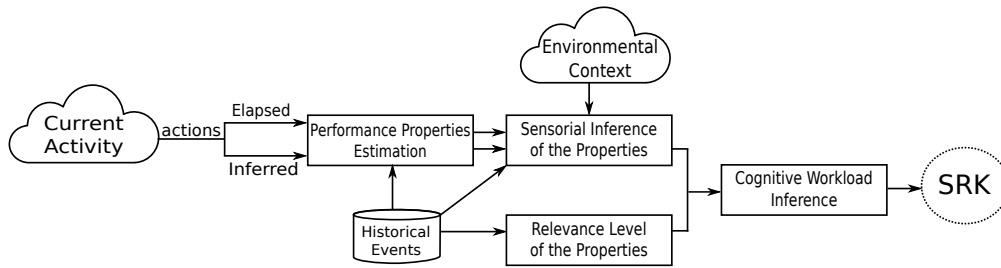 Environmental
Context
Current
Activity
actions
Elapsed
Inferred
Performance Properties
Estimation
Sensorial Inference
of the Properties
Historical
Events
Relevance Level
of the Properties
Cognitive Workload
Inference
SRK